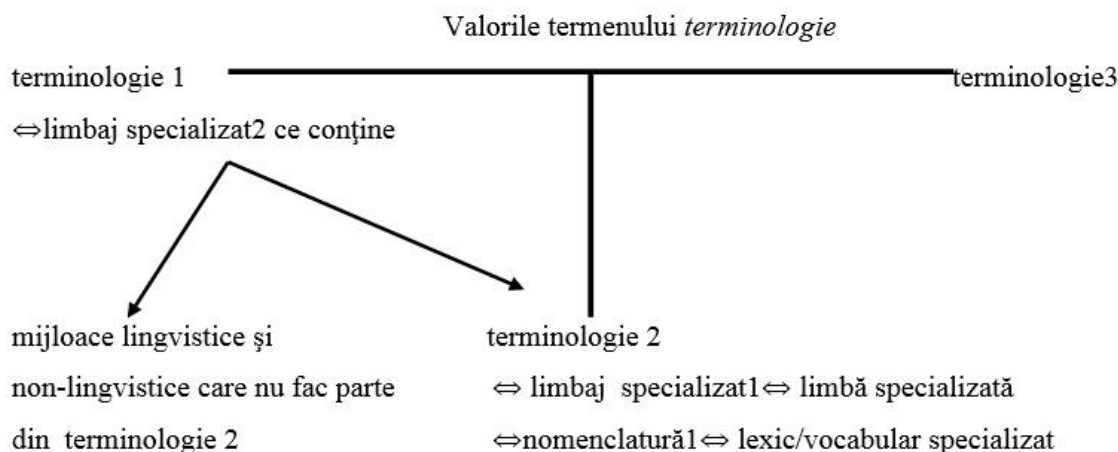 Valorile termenului terminologie
terminologie 1
terminologie3
⇔limbaj specializat2 ce conţine
mijloace lingvistice şi
non-lingvistice care nu fac parte
din terminologie 2
terminologie 2
⇔ limbaj specializat1⇔ limbă specializată
⇔nomenclatură1⇔ lexic/vocabular specializat